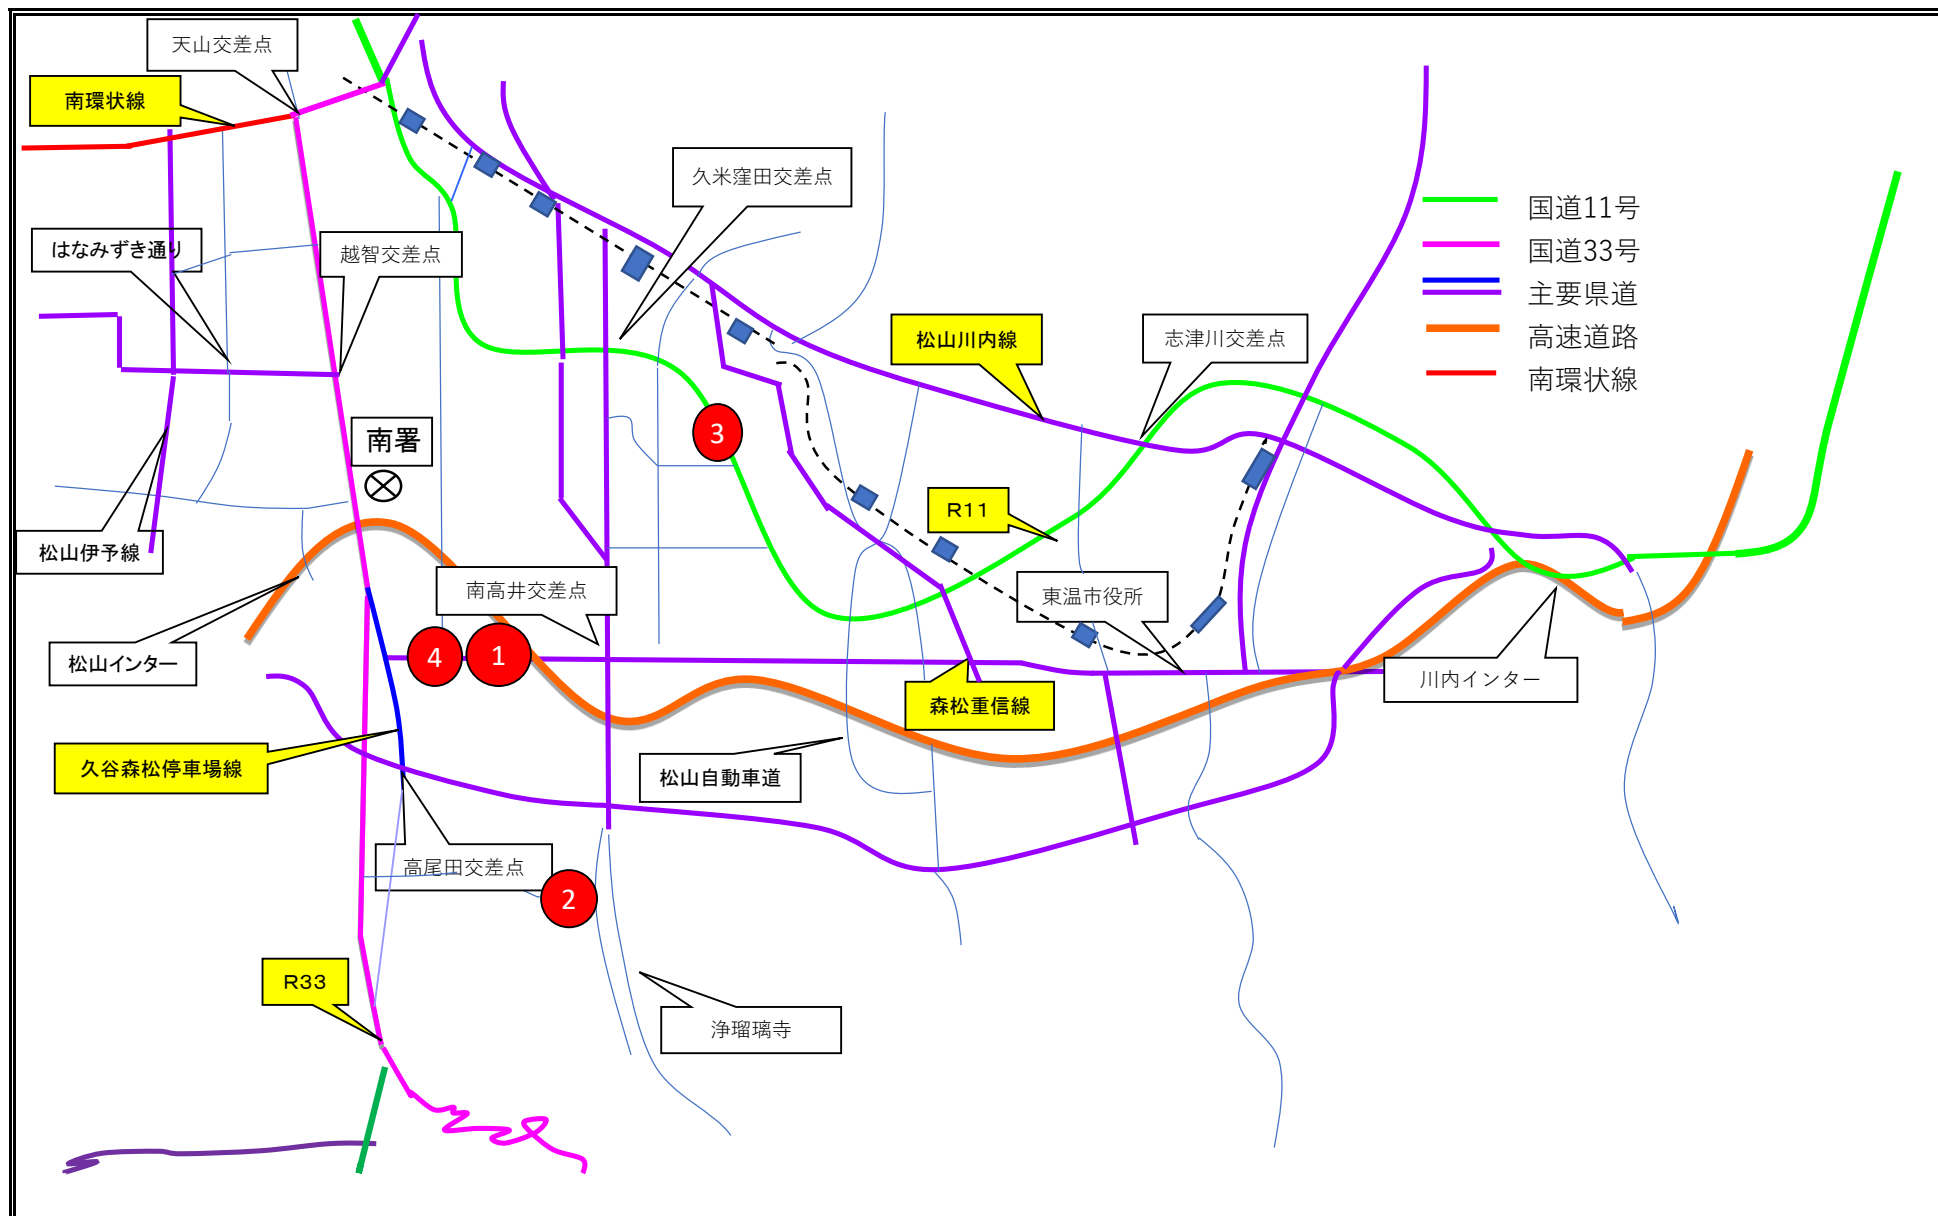 天山交差点
南環状線
久米窪田交差点
国道11号
国道33号
主要県道
高速道路
南環状線
はなみずき通り
越智交差点
松山川内線
志津川交差点
南署
3
R11
松山伊予線
南高井交差点
東温市役所
松山インター
4
1
森松重信線
川内インター
久谷森松停車場線
松山自動車道
高尾田交差点
2
R33
浄瑠璃寺